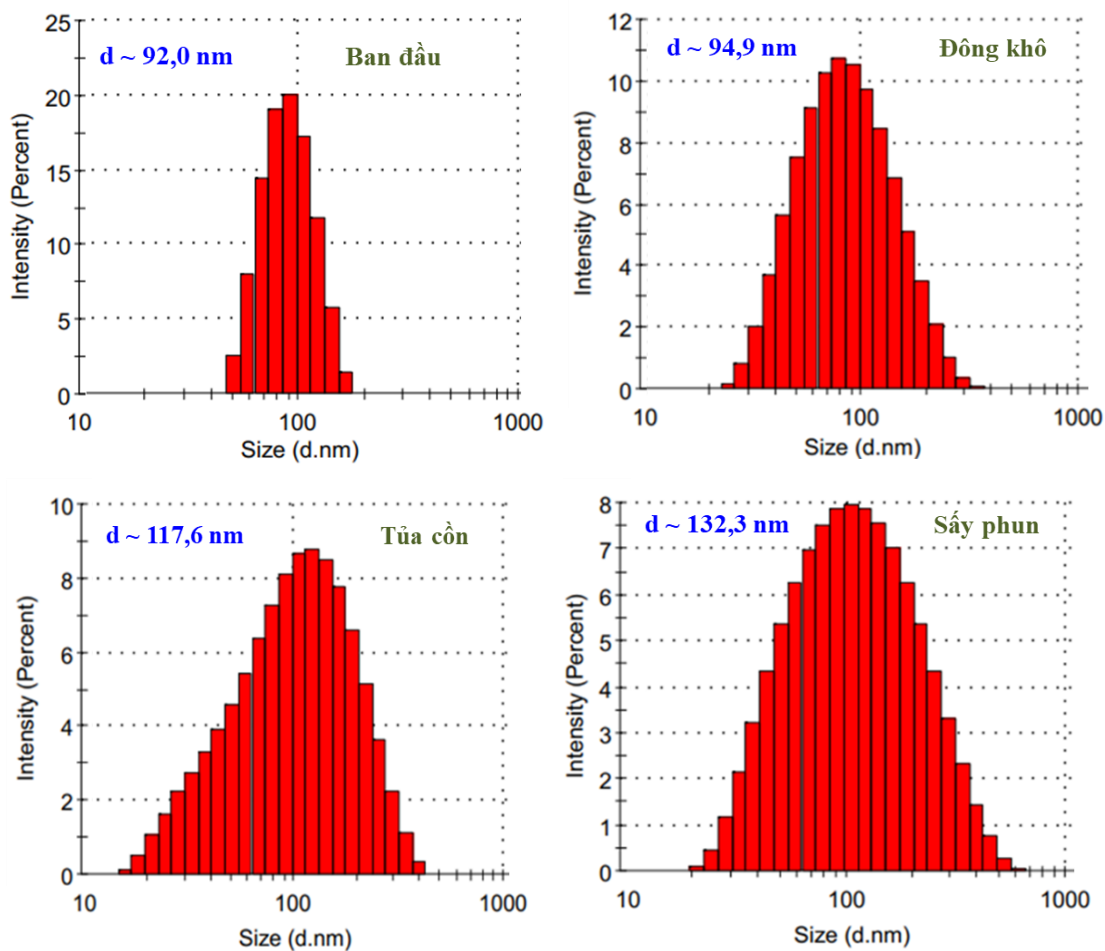 25
20
15
10
5
0
Intensity (Percent)
d ~ 92,0 nm
Ban đầu
10
100
1000
Size (d.nm)
12
10
8
6
4
2
0
Intensity (Percent)
d ~ 94,9 nm
Đông khô
10
100
1000
Size (d.nm)
10
8
6
4
2
0
Intensity (Percent)
d ~ 117,6 nm
Tủa cồn
10
100
1000
Size (d.nm)
8
7
6
5
4
3
2
1
0
Intensity (Percent)
d ~ 132,3 nm
Sấy phun
10
100
1000
Size (d.nm)